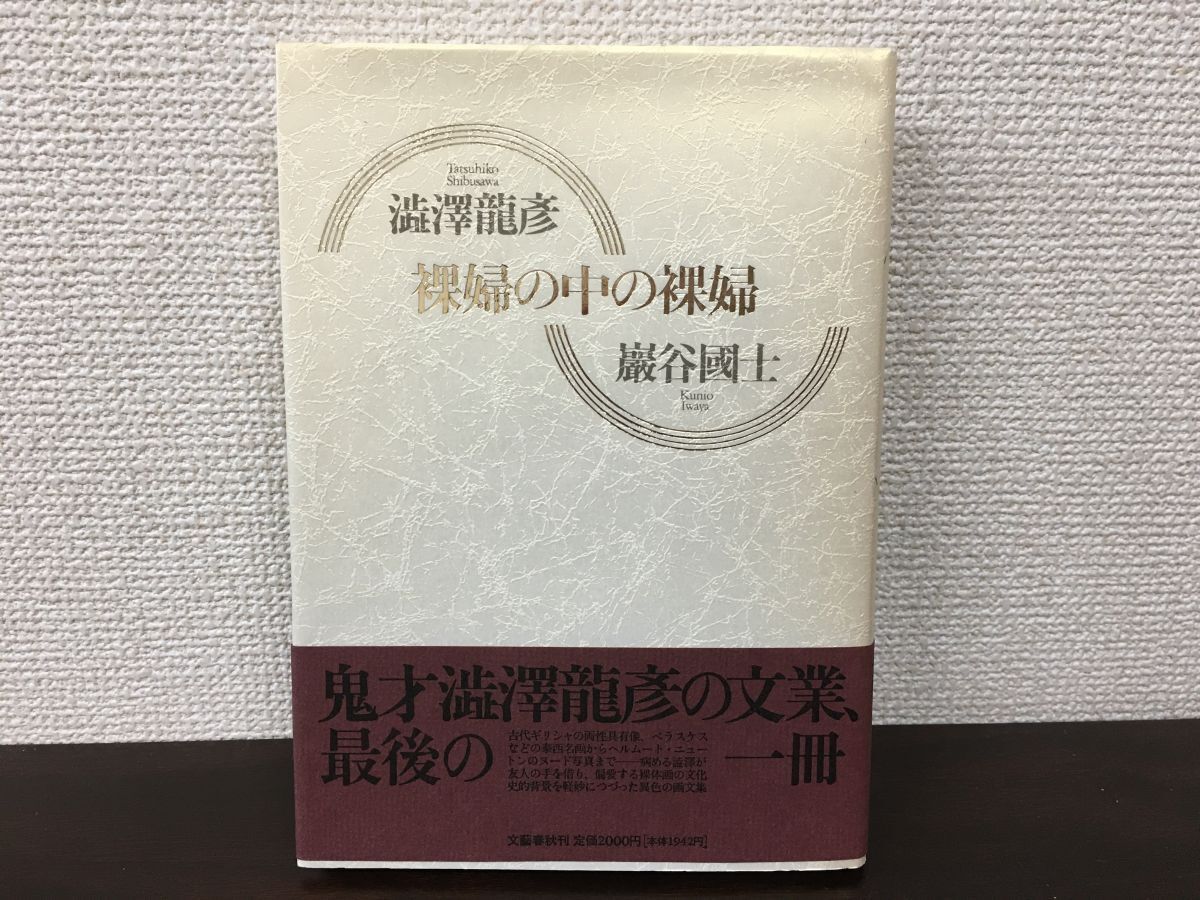 Tatsuhiko
Shibusawa
澁澤龍彥
裸婦の中の裸婦
巖谷國士
Kunio
Iwaya
鬼才澁澤龍彥の文業、
最後の一冊
古代ギリシャの両性具有像、ベラスケス
などの泰西名画からヘルムート・ニュー
トンのヌード写真まで――病める澁澤が
友人の手を借り、偏愛する裸体画の文化
史的背景を軽妙につづった異色の画文集
文藝春秋刊 定価2000円[本体1942円]